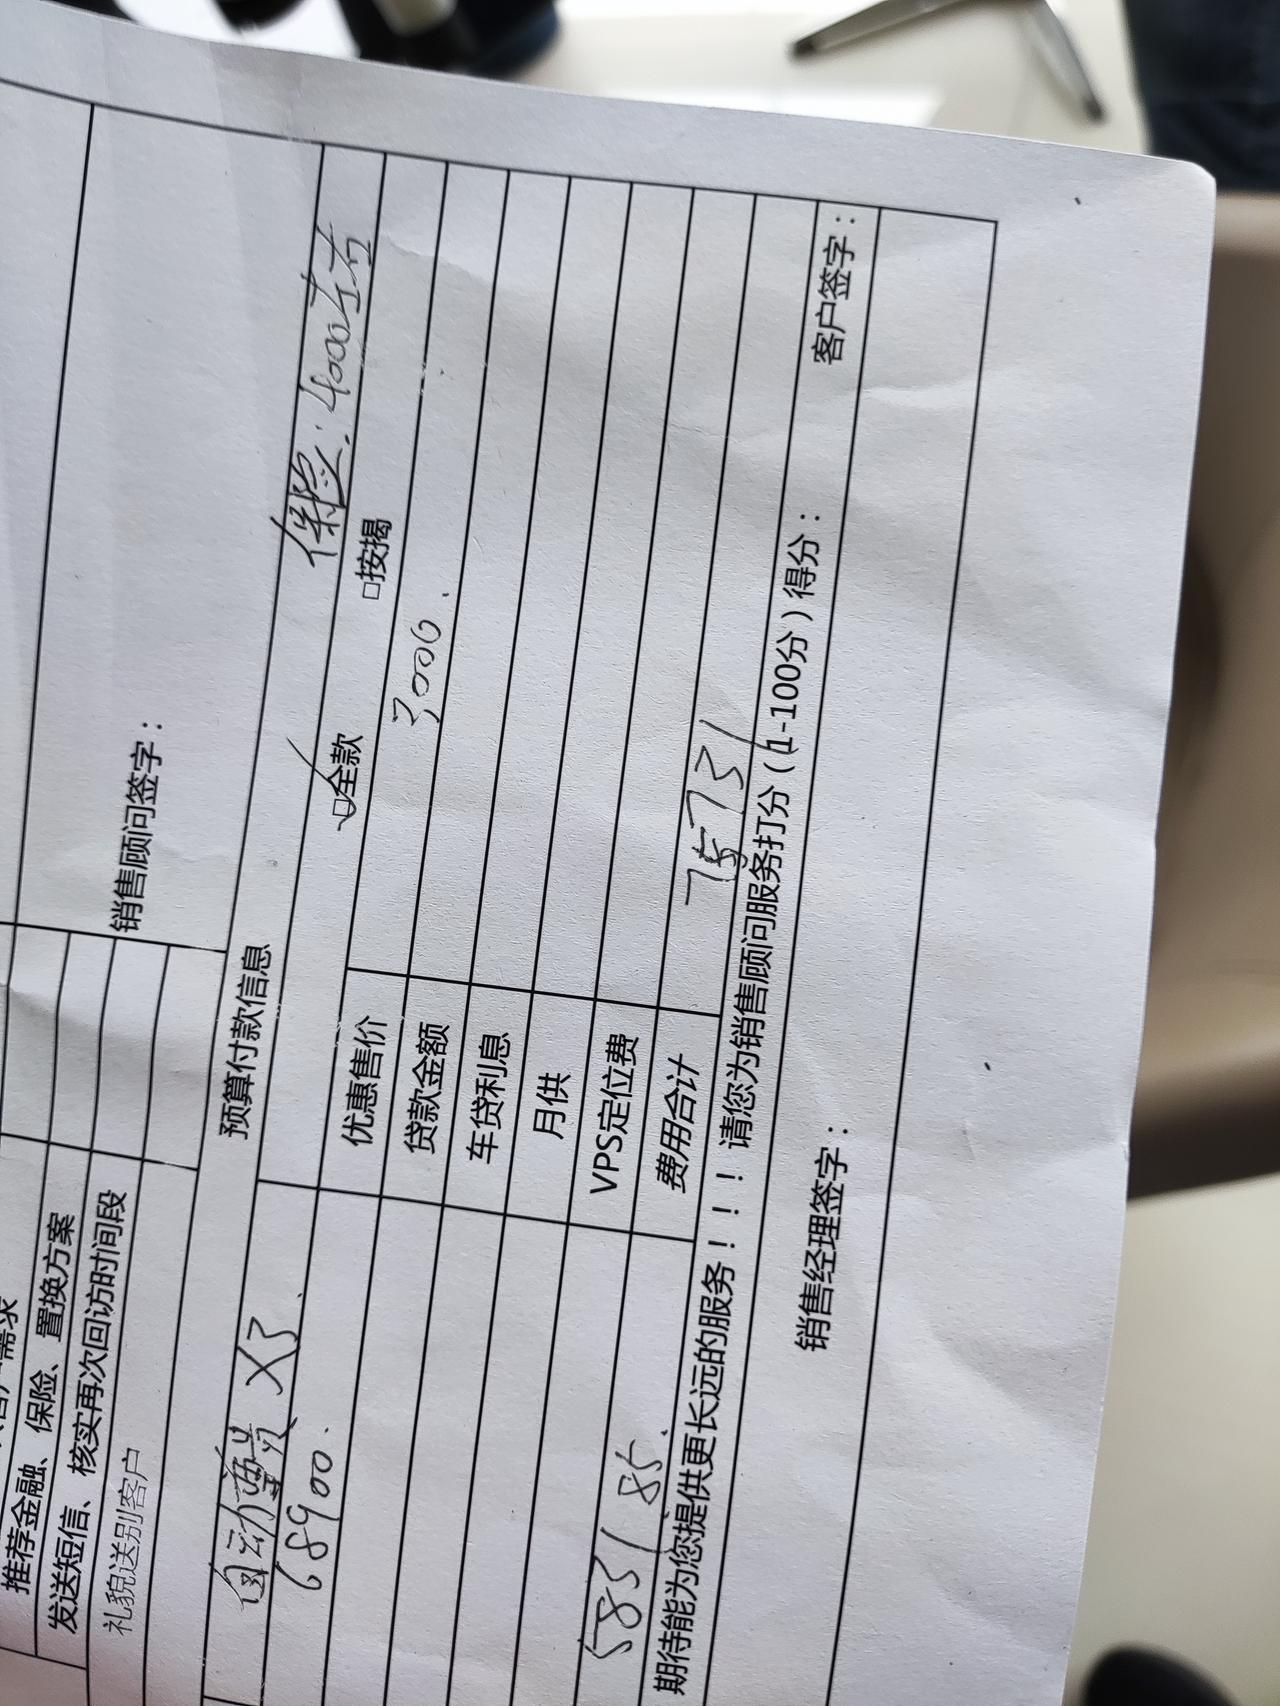 推荐金融、保险、置换方案
发送短信、核实再次回访时间段
礼貌送别客户
销售顾问签字：
预算付款信息
自动尊贵 X3
保险：4000左右
68900.
☑全款 □按揭
优惠售价 3000.
贷款金额
车贷利息
月供
VPS定位费
5831.85.
费用合计 75731
期待能为您提供更长远的服务！！！请您为销售顾问服务打分（1-100分）得分：
销售经理签字： 客户签字：